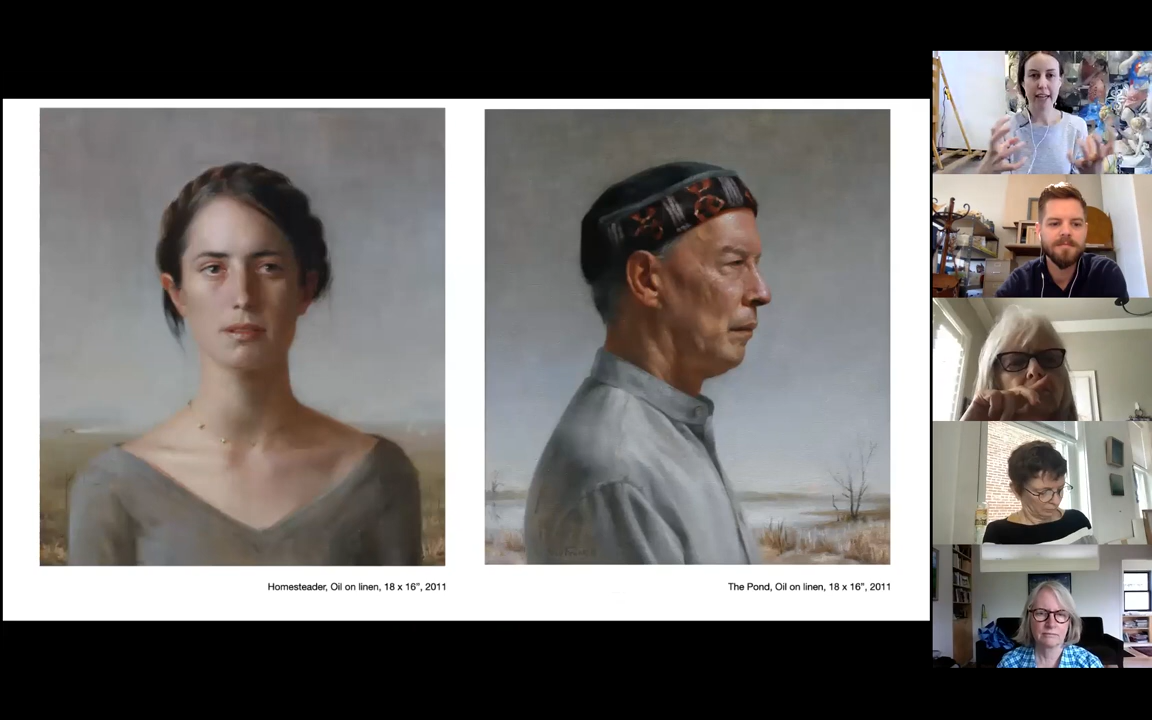 Homesteader, Oil on linen, 18 x 16", 2011
The Pond, Oil on linen, 18 x 16", 2011